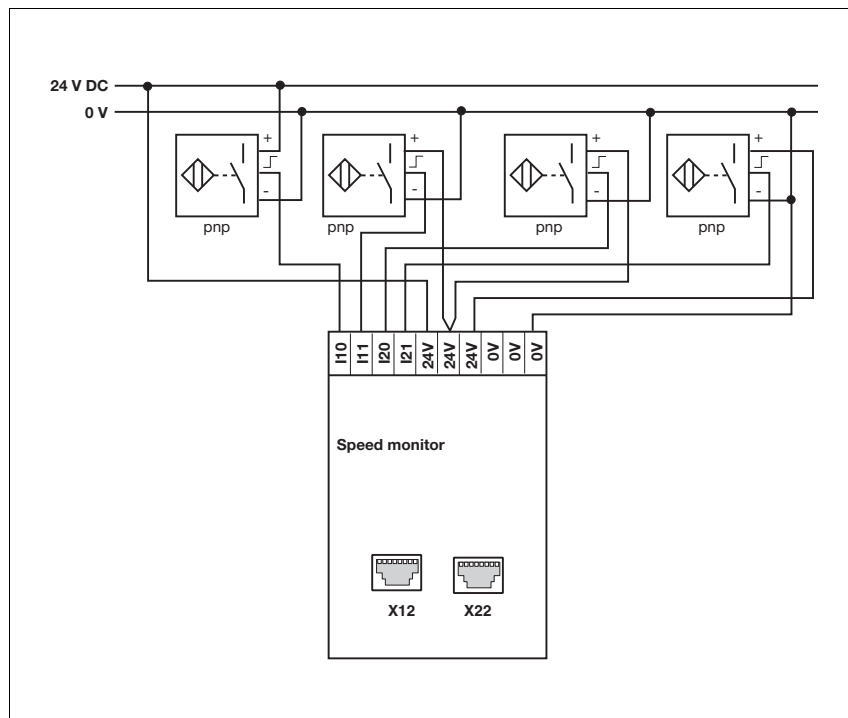 24 V DC
0 V
+
-
pnp
+
-
pnp
+
-
pnp
+
-
pnp
I10
I11
I20
I21
24V
24V
24V
0V
0V
0V
Speed monitor
X12
X22